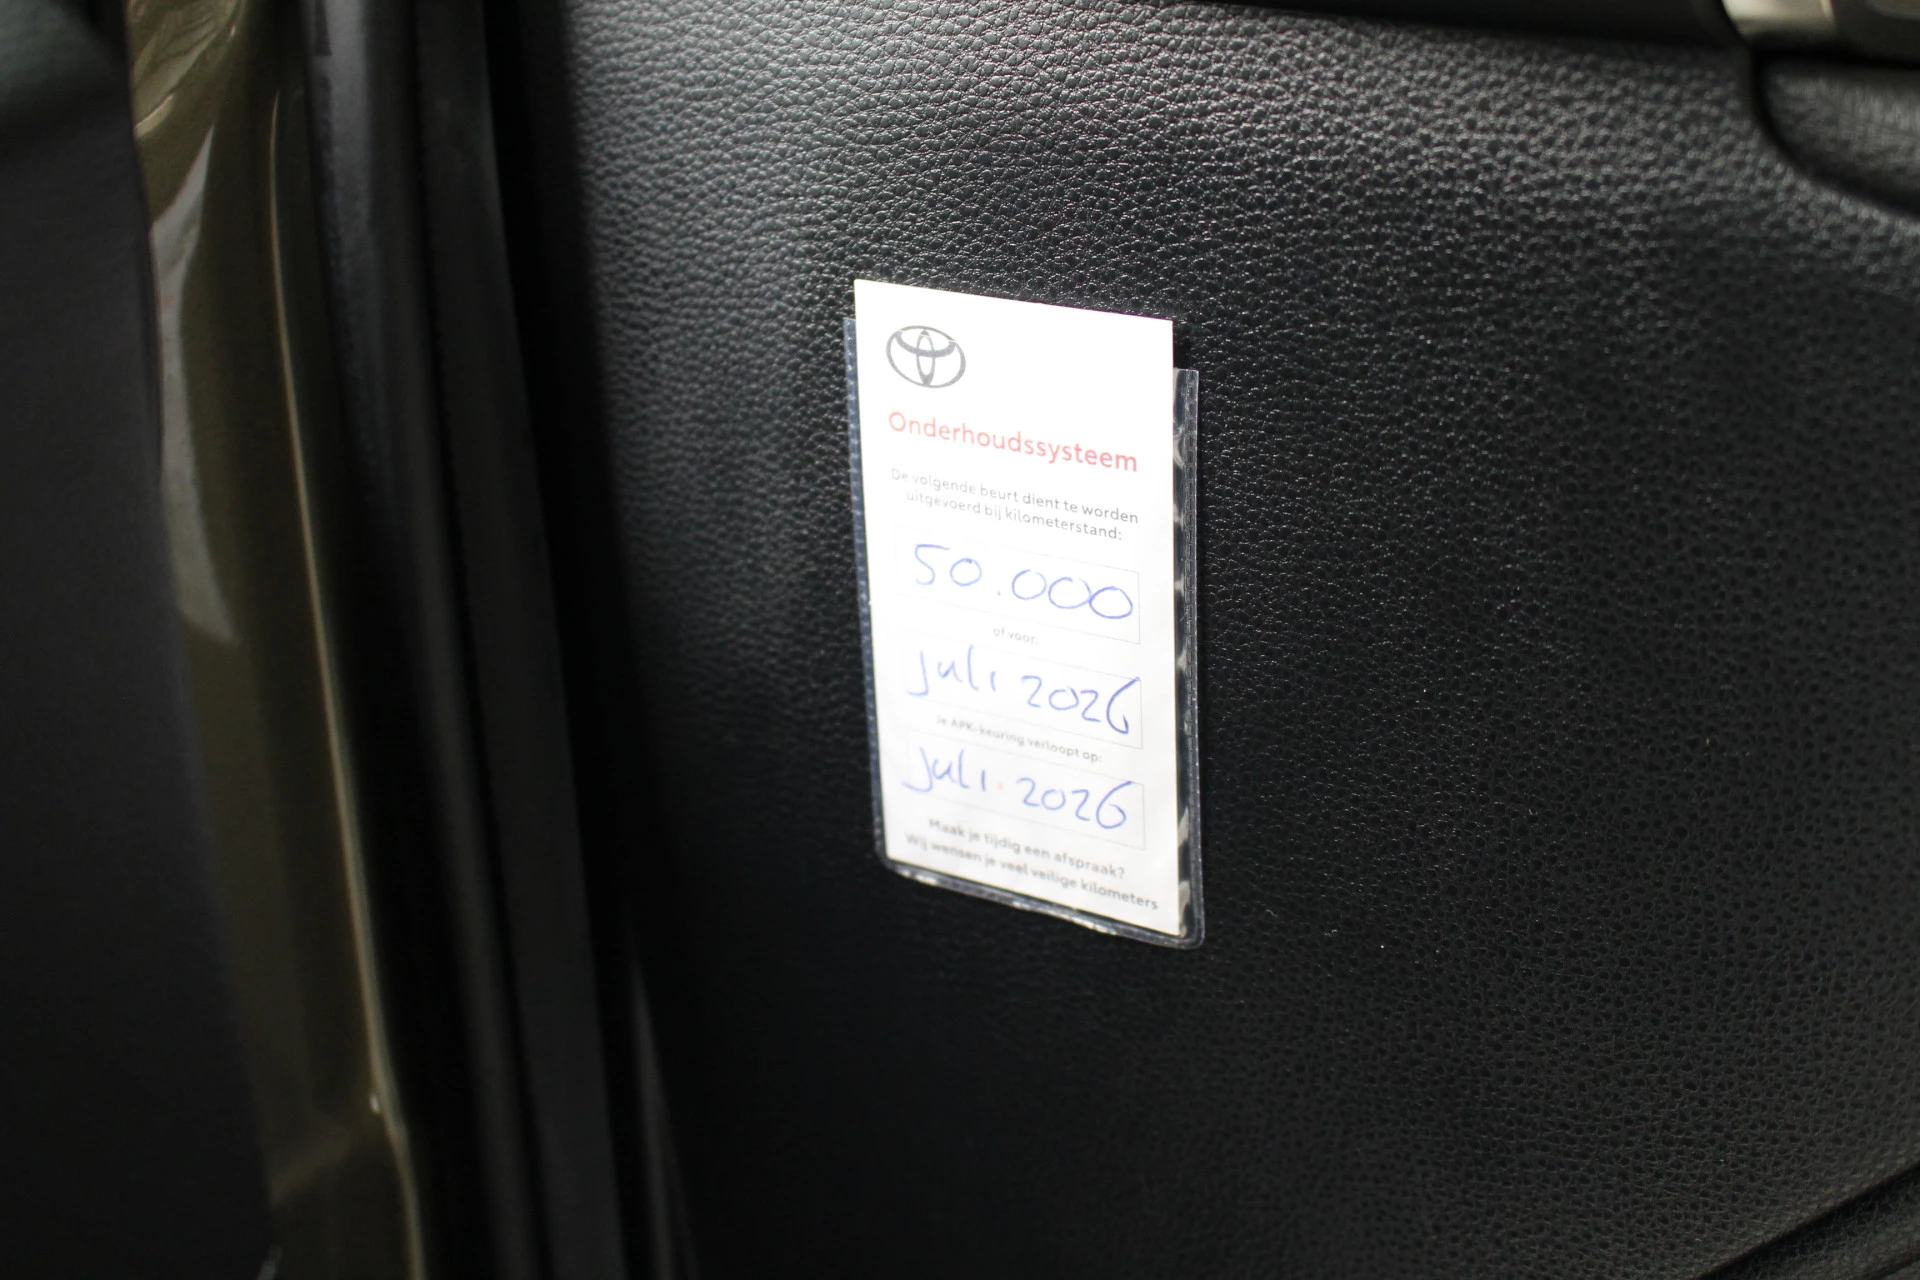 Onderhoudssysteem
De volgende beurt dient te worden
uitgevoerd bij kilometerstand:
50.000
of voor:
juli 2026
Je APK-keuring verloopt op:
juli 2026
Maak je tijdig een afspraak?
Wij wensen je veel veilige kilometers